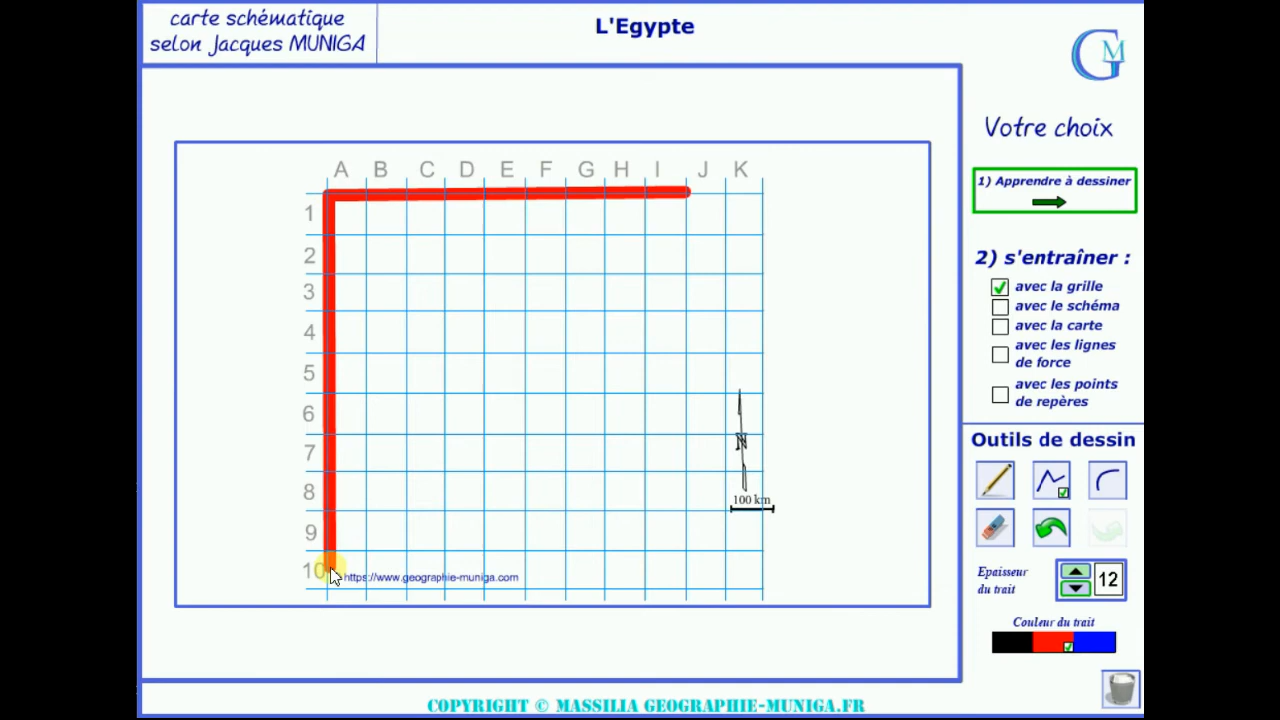 carte schématique
selon Jacques MUNIGA
L'Egypte
GM
Votre choix
1) Apprendre à dessiner
2) s'entraîner :
avec la grille
avec le schéma
avec la carte
avec les lignes
de force
avec les points
de repères
Outils de dessin
Epaisseur
du trait
12
Couleur du trait
A B C D E F G H I J K
1
2
3
4
5
6
7
8
9
10
N
100 km
https://www.geographie-muniga.com
COPYRIGHT © MASSILIA GEOGRAPHIE-MUNIGA.FR